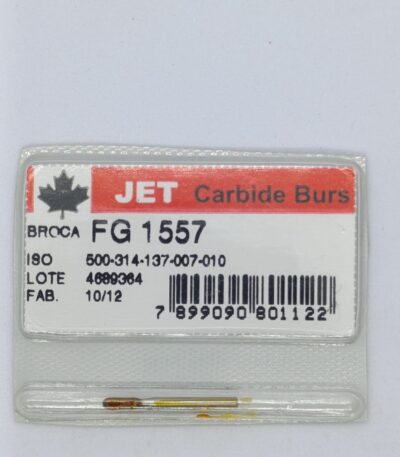 JET Carbide Burs
BROCA FG 1557
ISO 500-314-137-007-010
LOTE 4689364
FAB. 10/12
7 899090 801122